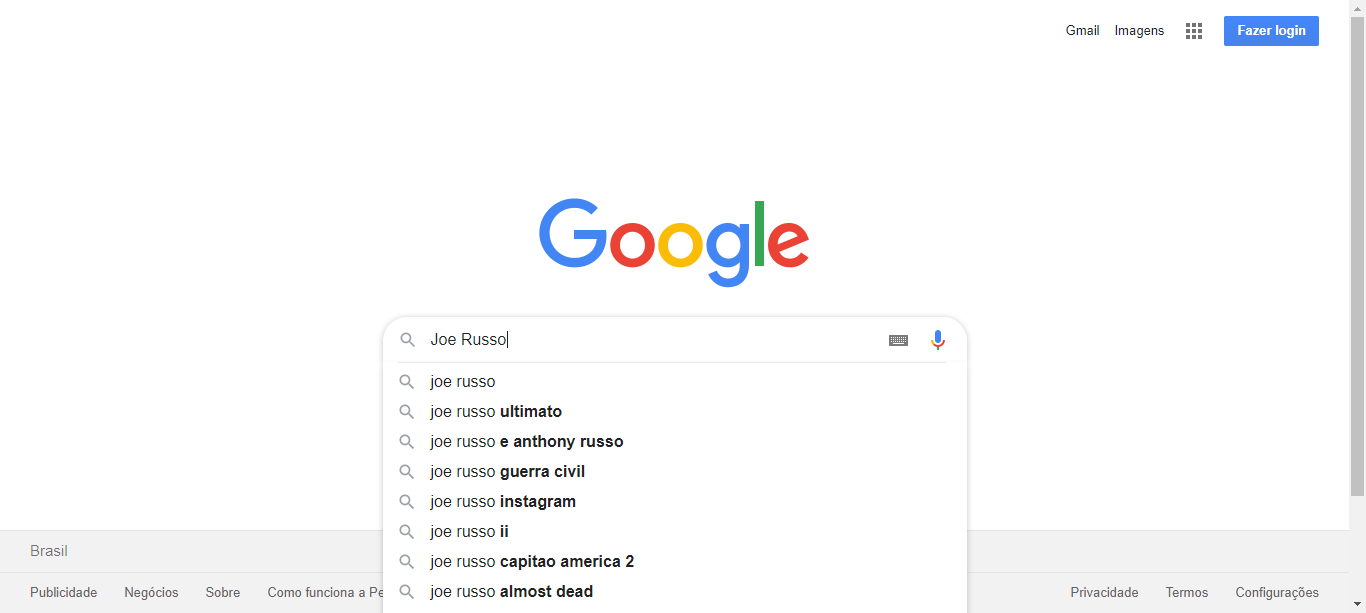 Gmail Imagens Fazer login
Google
Joe Russo
joe russo
joe russo ultimato
joe russo e anthony russo
joe russo guerra civil
joe russo instagram
joe russo ii
joe russo capitao america 2
joe russo almost dead
Brasil
Publicidade Negócios Sobre Como funciona a Pe Privacidade Termos Configurações